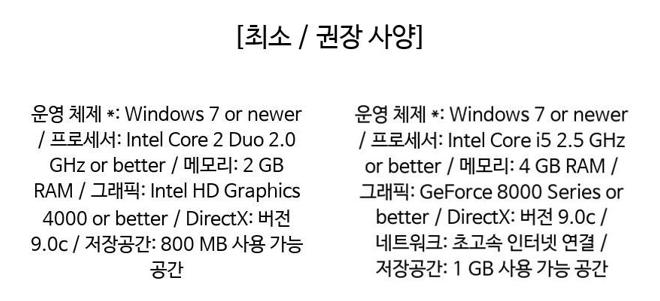 [최소 / 권장 사양]
운영 체제 *: Windows 7 or newer
/ 프로세서: Intel Core 2 Duo 2.0
GHz or better / 메모리: 2 GB
RAM / 그래픽: Intel HD Graphics
4000 or better / DirectX: 버전
9.0c / 저장공간: 800 MB 사용 가능
공간
운영 체제 *: Windows 7 or newer
/ 프로세서: Intel Core i5 2.5 GHz
or better / 메모리: 4 GB RAM /
그래픽: GeForce 8000 Series or
better / DirectX: 버전 9.0c /
네트워크: 초고속 인터넷 연결 /
저장공간: 1 GB 사용 가능 공간